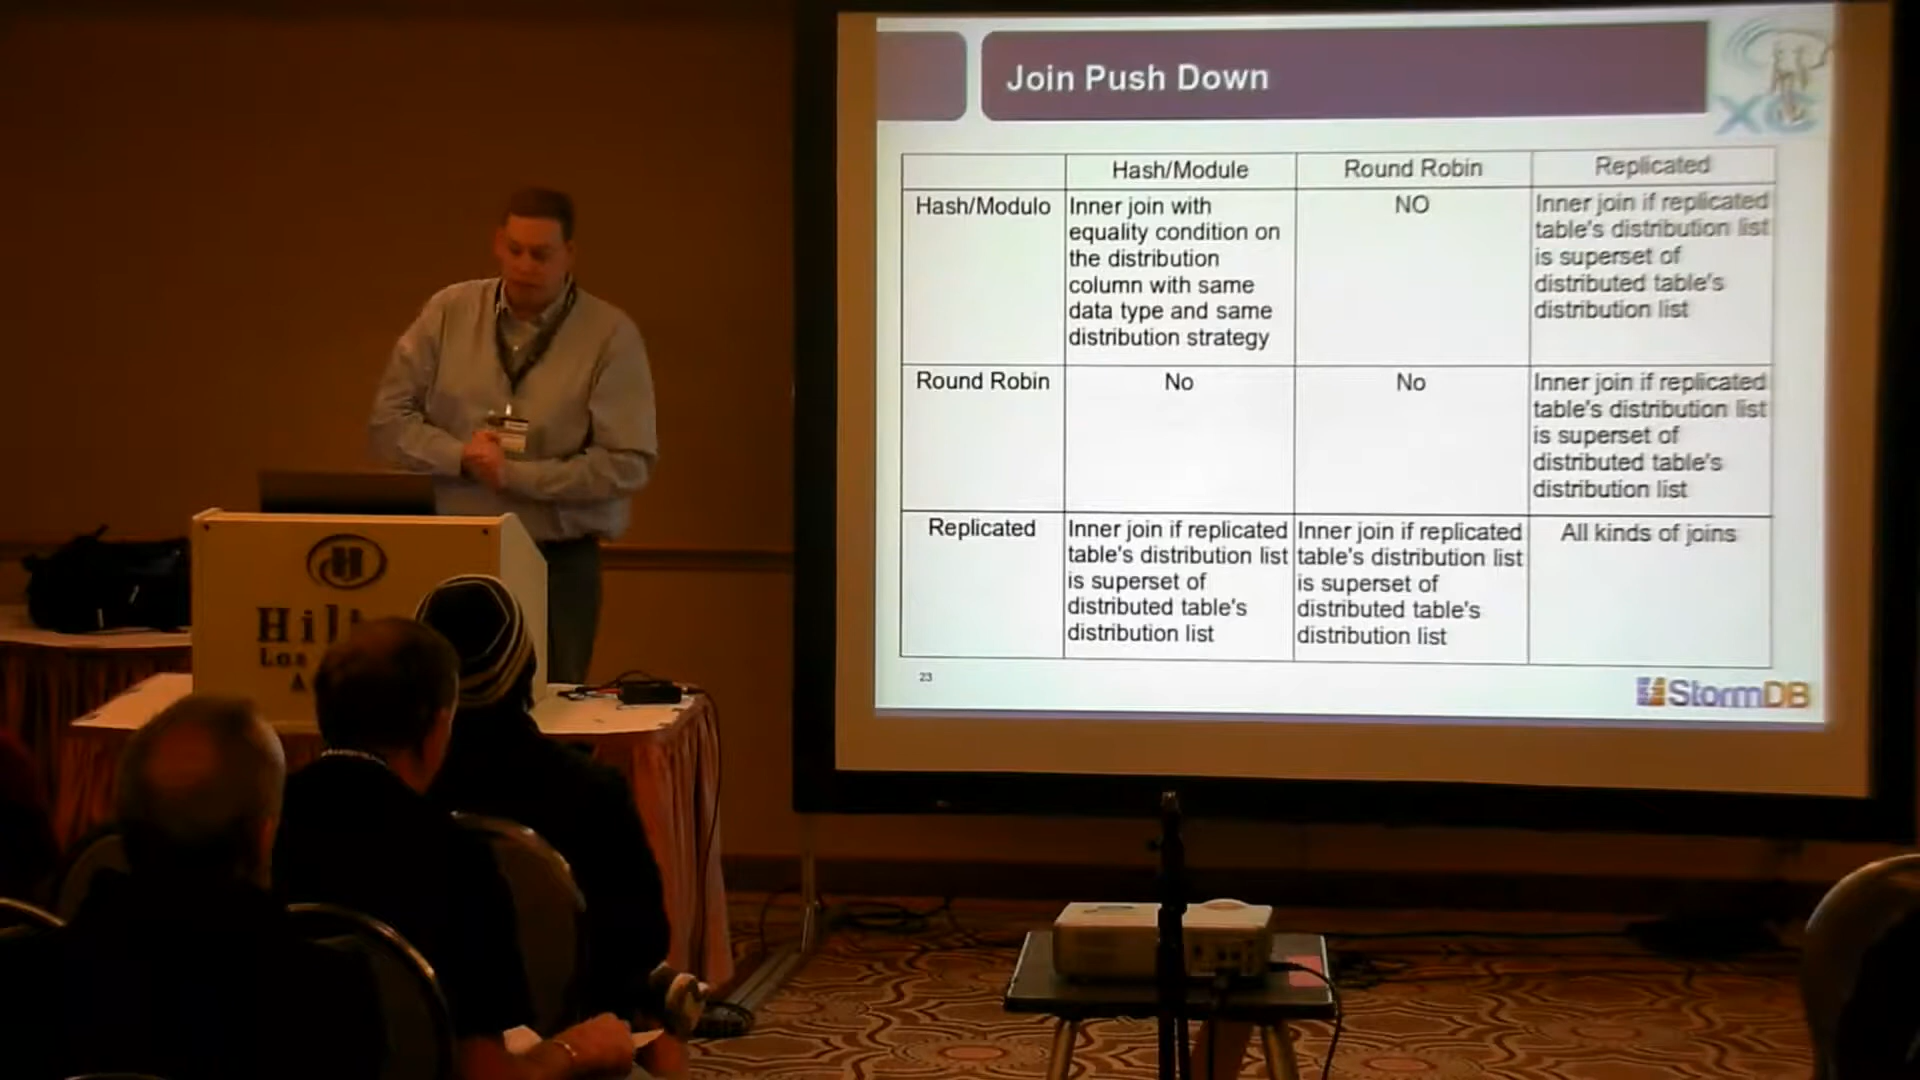 Join Push Down
XC
Hash/Module
Round Robin
Replicated
Hash/Modulo
Inner join with
equality condition on
the distribution
column with same
data type and same
distribution strategy
NO
Inner join if replicated
table's distribution list
is superset of
distributed table's
distribution list
Round Robin
No
No
Inner join if replicated
table's distribution list
is superset of
distributed table's
distribution list
Replicated
Inner join if replicated
table's distribution list
is superset of
distributed table's
distribution list
Inner join if replicated
table's distribution list
is superset of
distributed table's
distribution list
All kinds of joins
23
StormDB
H
Hil
Los
A